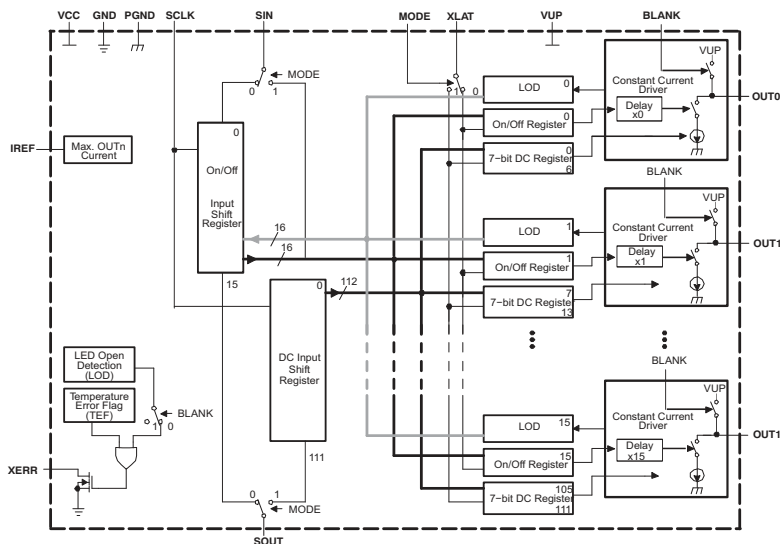 VCC GND PGND SCLK SIN MODE XLAT VUP BLANK
MODE
0 1
1 0
LOD 0
On/Off Register 0
7−bit DC Register 0
6
VUP
Constant Current
Driver
Delay
x0
OUT0
IREF
Max. OUTn
Current
0
On/Off
Input
Shift
Register
15
16
16
BLANK
LOD 1
On/Off Register 1
7−bit DC Register 7
13
VUP
Constant Current
Driver
Delay
x1
OUT1
0
112
DC Input
Shift
Register
111
LED Open
Detection
(LOD)
Temperature
Error Flag
(TEF)
1 0
BLANK
XERR
BLANK
LOD 15
On/Off Register 15
7−bit DC Register 105
111
VUP
Constant Current
Driver
Delay
x15
OUT1
0 1
MODE
SOUT